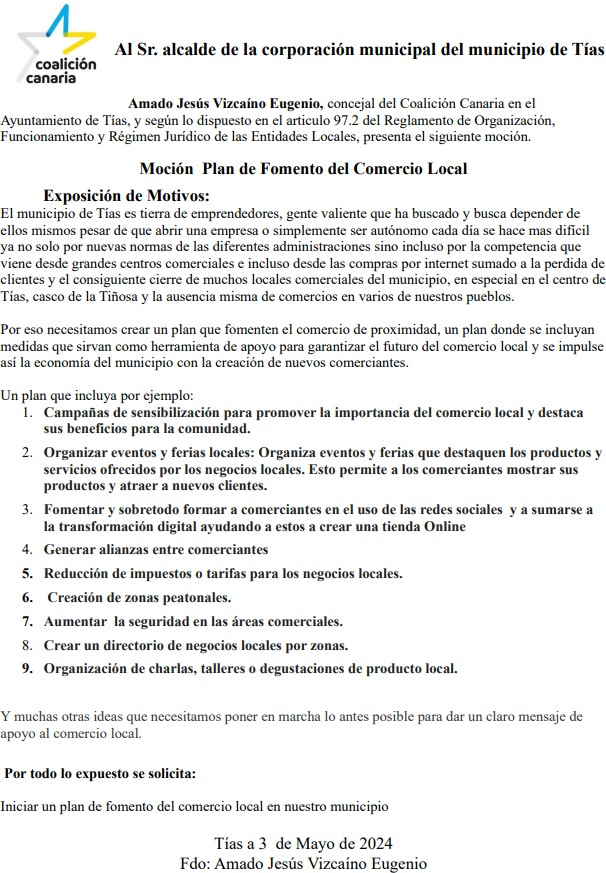 coalición
canaria
Al Sr. alcalde de la corporación municipal del municipio de Tías
Amado Jesús Vizcaíno Eugenio, concejal del Coalición Canaria en el
Ayuntamiento de Tías, y según lo dispuesto en el articulo 97.2 del Reglamento de Organización,
Funcionamiento y Régimen Jurídico de las Entidades Locales, presenta el siguiente moción.
Moción Plan de Fomento del Comercio Local
Exposición de Motivos:
El municipio de Tías es tierra de emprendedores, gente valiente que ha buscado y busca depender de
ellos mismos pesar de que abrir una empresa o simplemente ser autónomo cada día se hace mas difícil
ya no solo por nuevas normas de las diferentes administraciones sino incluso por la competencia que
viene desde grandes centros comerciales e incluso desde las compras por internet sumado a la perdida de
clientes y el consiguiente cierre de muchos locales comerciales del municipio, en especial en el centro de
Tías, casco de la Tiñosa y la ausencia misma de comercios en varios de nuestros pueblos.
Por eso necesitamos crear un plan que fomenten el comercio de proximidad, un plan donde se incluyan
medidas que sirvan como herramienta de apoyo para garantizar el futuro del comercio local y se impulse
así la economía del municipio con la creación de nuevos comerciantes.
Un plan que incluya por ejemplo:
1. Campañas de sensibilización para promover la importancia del comercio local y destaca
sus beneficios para la comunidad.
2. Organizar eventos y ferias locales: Organiza eventos y ferias que destaquen los productos y
servicios ofrecidos por los negocios locales. Esto permite a los comerciantes mostrar sus
productos y atraer a nuevos clientes.
3. Fomentar y sobretodo formar a comerciantes en el uso de las redes sociales y a sumarse a
la transformación digital ayudando a estos a crear una tienda Online
4. Generar alianzas entre comerciantes
5. Reducción de impuestos o tarifas para los negocios locales.
6. Creación de zonas peatonales.
7. Aumentar la seguridad en las áreas comerciales.
8. Crear un directorio de negocios locales por zonas.
9. Organización de charlas, talleres o degustaciones de producto local.
Y muchas otras ideas que necesitamos poner en marcha lo antes posible para dar un claro mensaje de
apoyo al comercio local.
Por todo lo expuesto se solicita:
Iniciar un plan de fomento del comercio local en nuestro municipio
Tías a 3 de Mayo de 2024
Fdo: Amado Jesús Vizcaíno Eugenio